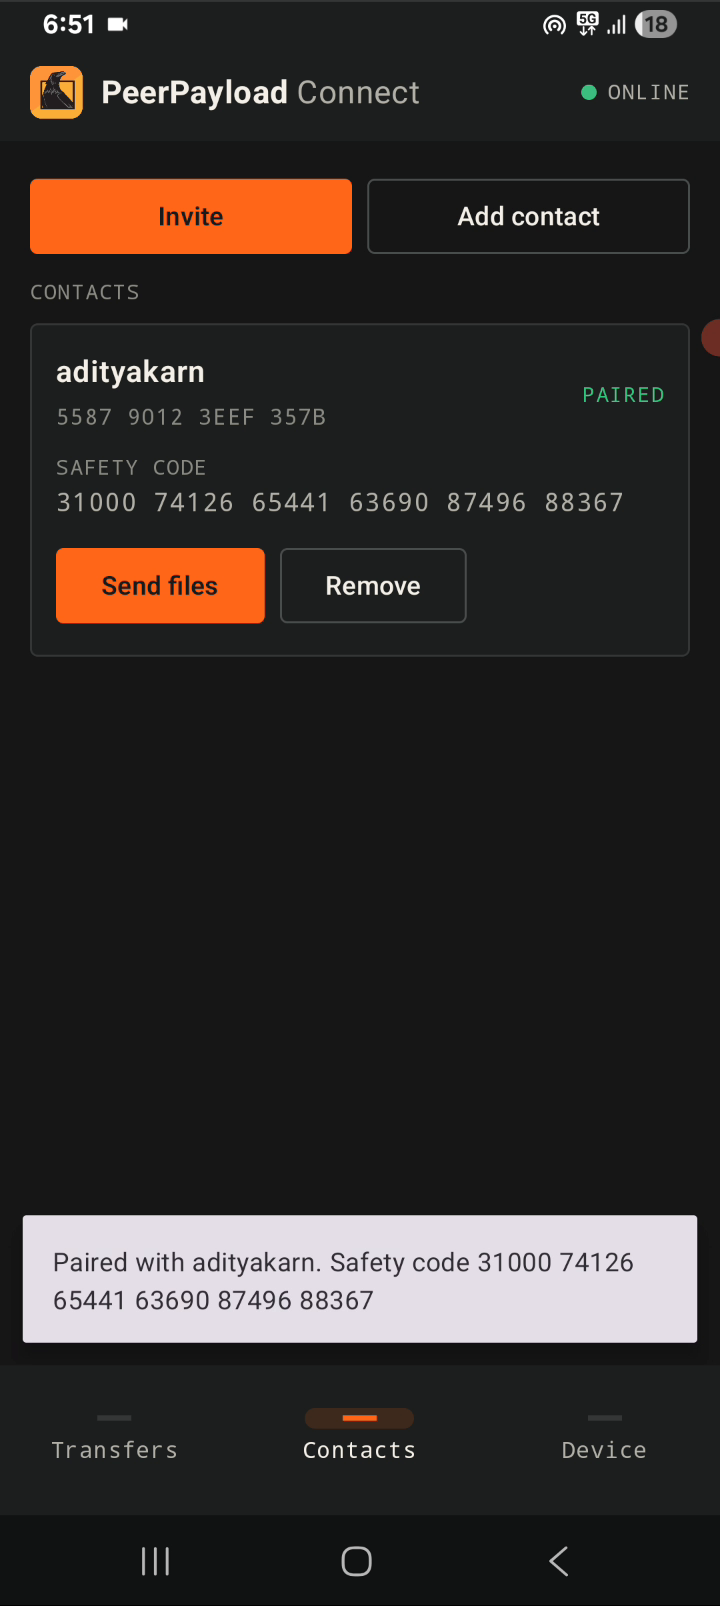 6:51
5G
18
PeerPayload Connect
ONLINE
Invite
Add contact
CONTACTS
adityakarn
5587 9012 3EEF 357B
PAIRED
SAFETY CODE
31000 74126 65441 63690 87496 88367
Send files
Remove
Paired with adityakarn. Safety code 31000 74126
65441 63690 87496 88367
Transfers
Contacts
Device